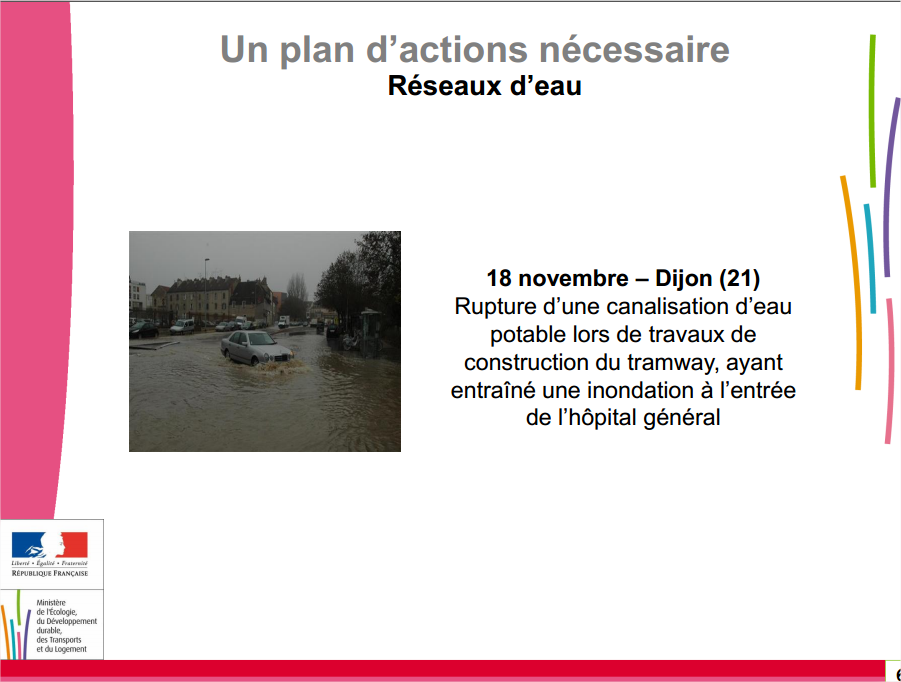 Un plan d’actions nécessaire
Réseaux d’eau
18 novembre – Dijon (21)
Rupture d’une canalisation d’eau
potable lors de travaux de
construction du tramway, ayant
entraîné une inondation à l’entrée
de l’hôpital général
Liberté • Égalité • Fraternité
RÉPUBLIQUE FRANÇAISE
Ministère
de l'Écologie,
du Développement
durable,
des Transports
et du Logement
6